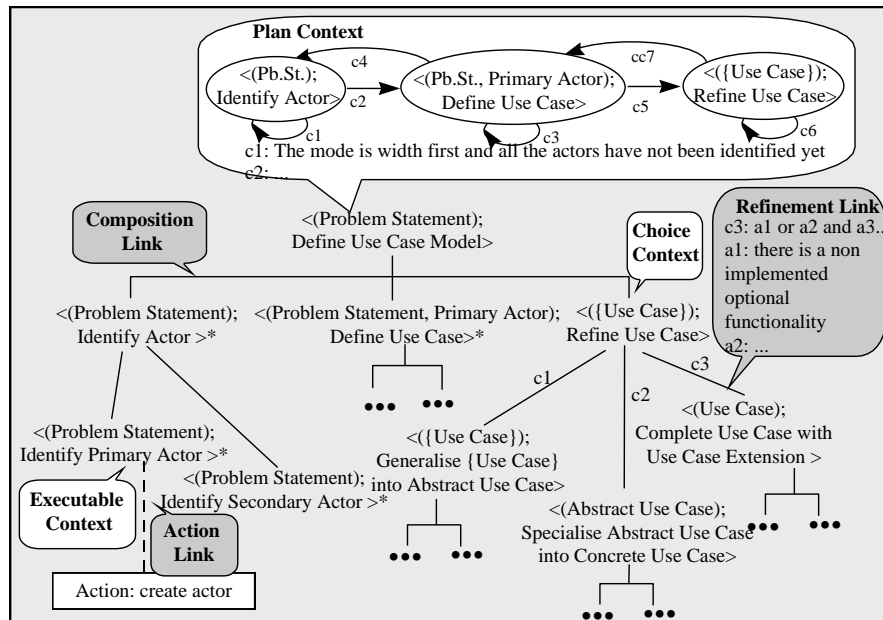 Plan Context
c4
cc7
<(Pb.St.);
Identify Actor>
c2
<(Pb.St., Primary Actor);
Define Use Case>
c5
<({Use Case});
Refine Use Case>
c1
c3
c6
c1: The mode is width first and all the actors have not been identified yet
c2: ...
Composition
Link
<(Problem Statement);
Define Use Case Model>
Choice
Context
Refinement Link
c3: a1 or a2 and a3..
a1: there is a non
implemented
optional
functionality
a2: ...
<(Problem Statement);
Identify Actor >*
<(Problem Statement, Primary Actor);
Define Use Case>*
<({Use Case});
Refine Use Case>
c1
c2
c3
●●● ●●●
<(Problem Statement);
Identify Primary Actor >*
<(Problem Statement);
Identify Secondary Actor >*
<({Use Case});
Generalise {Use Case}
into Abstract Use Case>
<(Use Case);
Complete Use Case with
Use Case Extension >
Executable
Context
Action
Link
<(Abstract Use Case);
Specialise Abstract Use Case
into Concrete Use Case>
●●● ●●●
●●● ●●●
Action: create actor
●●● ●●●